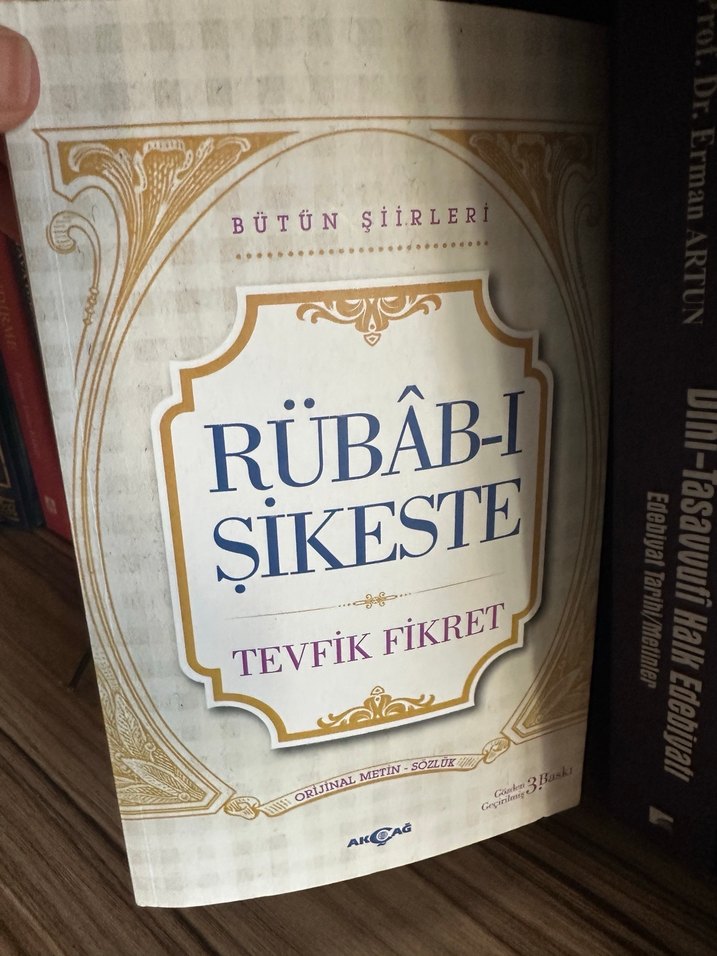 BÜTÜN ŞİİRLERİ
RÜBÂB-I
ŞİKESTE
TEVFİK FİKRET
ORİJİNAL METİN - SÖZLÜK
Gözden
Geçirilmiş 3. Baskı
AKÇAĞ
Prof. Dr. Erman ARTUN
Dini-Tasavvufi Halk Edebiyatı
Edebiyat Tarihi/Metinler